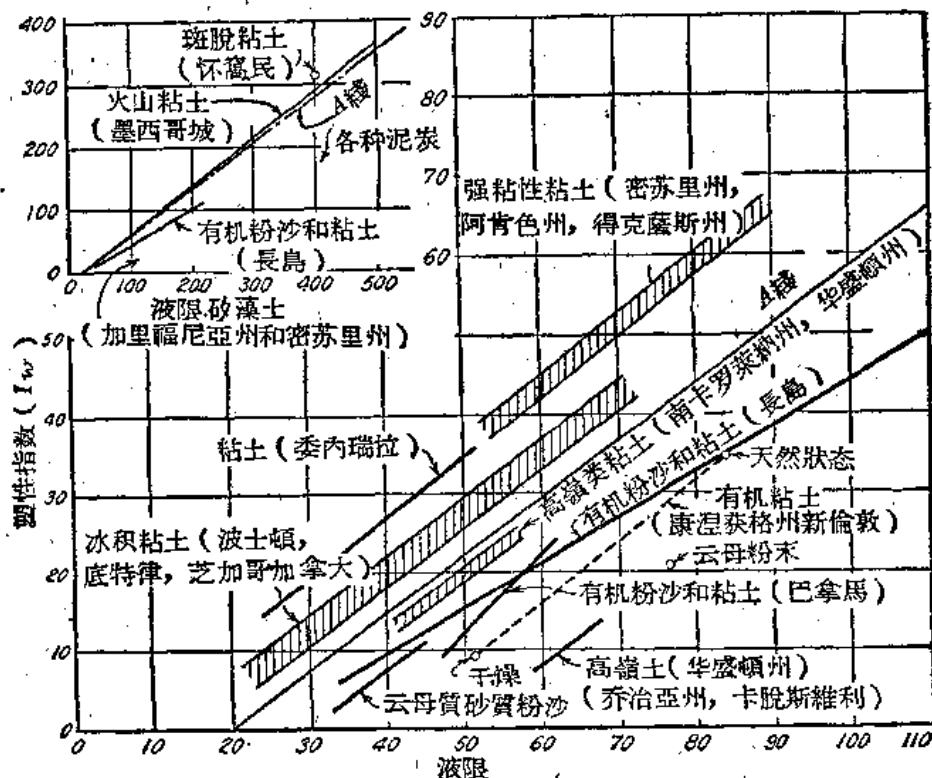 400
300
200
100
0
0
100
200
300
400
500
斑脫粘土
(怀窩民)
火山粘土
(墨西哥城)
A綫
各种泥炭
有机粉沙和粘土
(長島)
液限
矽藻土
(加里福尼亞州和密苏里州)
90
80
70
60
50
40
30
20
10
0
塑性指数(Iw)
强粘性粘土(密苏里州,
阿肯色州,得克薩斯州)
A綫
高嶺类粘土(南卡罗萊納州,华盛頓州)
有机粉沙和粘土(長島)
粘土(委內瑞拉)
天然狀态
有机粘土
(康涅荻格州新倫敦)
冰积粘土(波士頓,
底特律,芝加哥加拿大)
云母粉末
有机粉沙和粘土(巴拿馬)
干燥
高嶺土(华盛頓州)
云母質砂質粉沙
(乔治亞州,卡脫斯維利)
0
10
20
30
40
50
60
70
80
90
100
110
液限